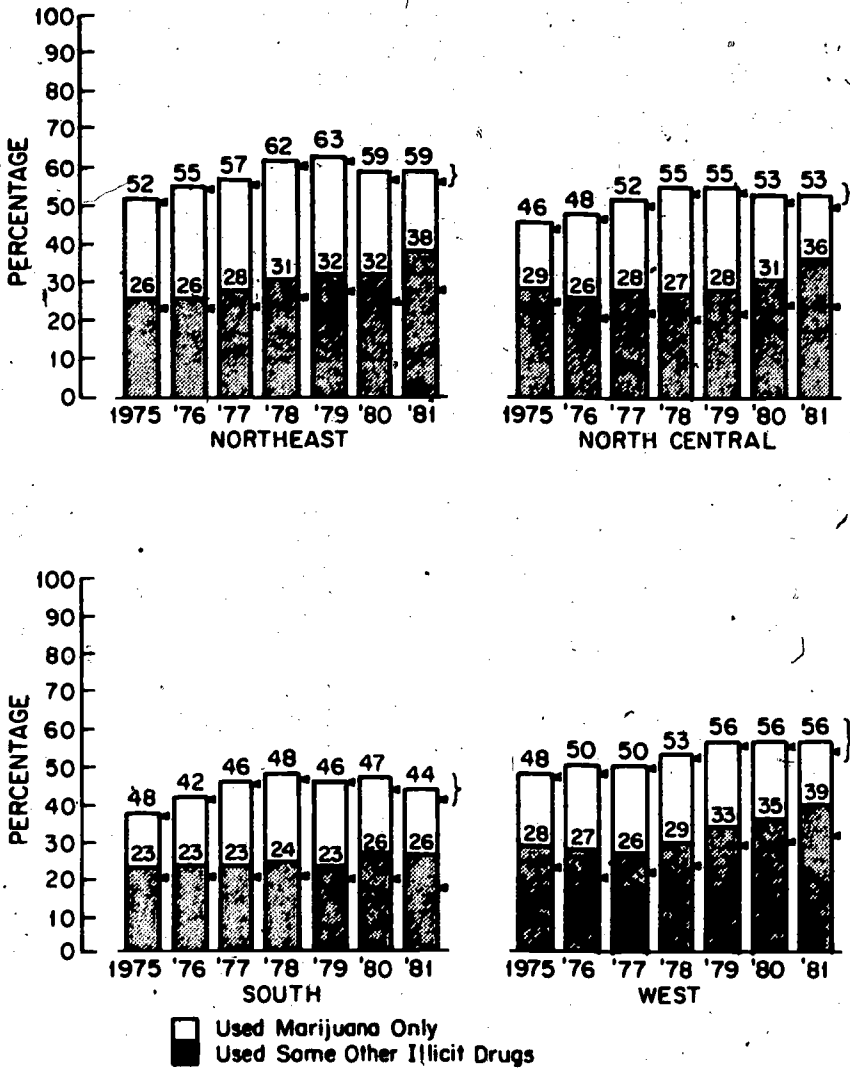 100
90
80
70
60
50
40
30
20
10
0
PERCENTAGE
52 55 57 62 63 59 59
26 26 28 31 32 32 38
1975 '76 '77 '78 '79 '80 '81
NORTHEAST
46 48 52 55 55 53 53
29 26 28 27 28 31 36
1975 '76 '77 '78 '79 '80 '81
NORTH CENTRAL
100
90
80
70
60
50
40
30
20
10
0
PERCENTAGE
48 42 46 48 46 47 44
23 23 23 24 23 26 26
1975 '76 '77 '78 '79 '80 '81
SOUTH
48 50 50 53 56 56 56
28 27 26 29 33 35 39
1975 '76 '77 '78 '79 '80 '81
WEST
Used Marijuana Only
Used Some Other Illicit Drugs